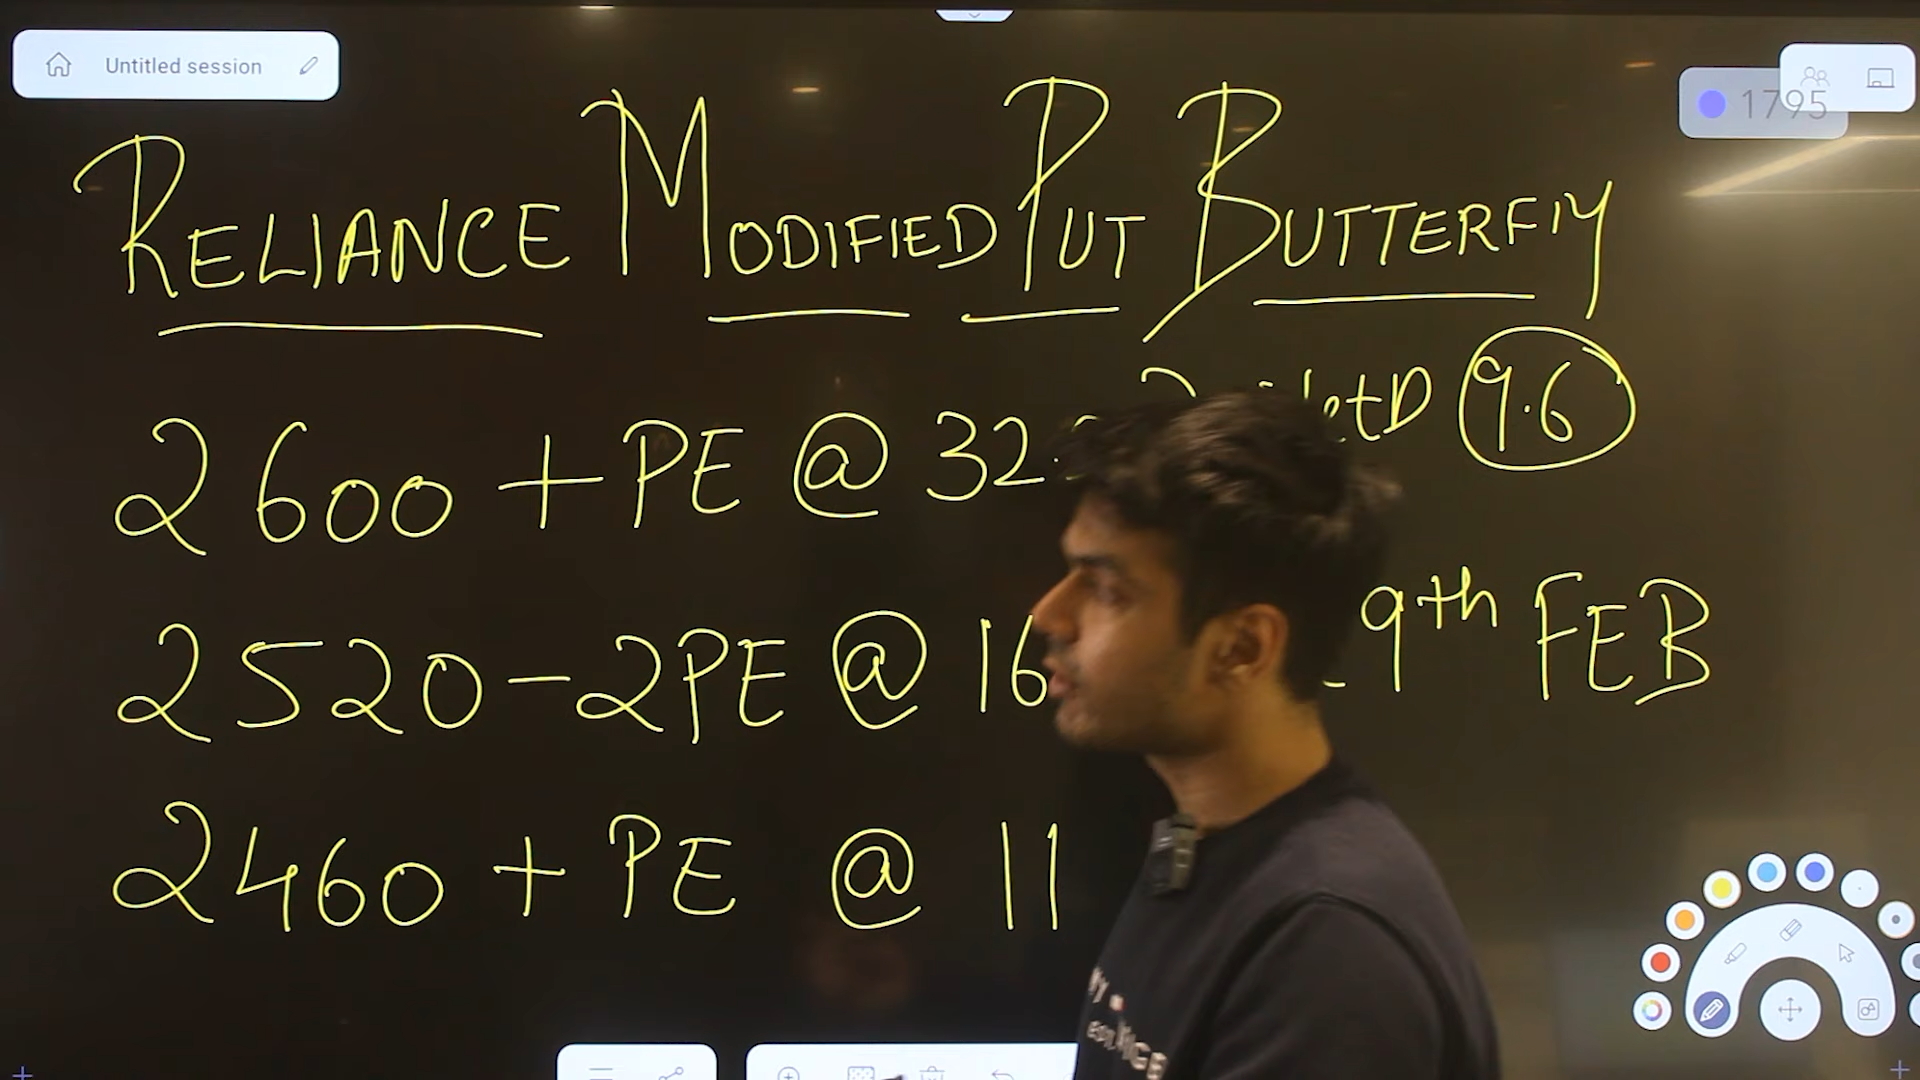 Untitled session
1795
RELIANCE MODIFIED PUT BUTTERFLY
9.6
2600 + PE @ 32.
9th FEB
2520 - 2PE @ 16
2460 + PE @ 11